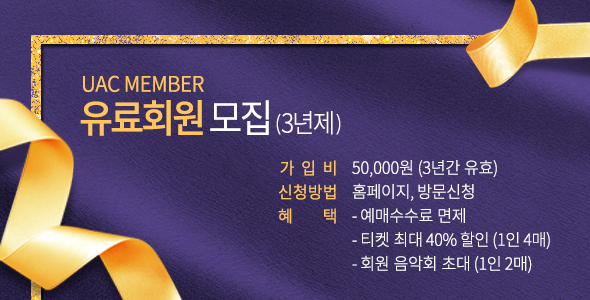 UAC MEMBER
유료회원 모집 (3년제)
가 입 비 50,000원 (3년간 유효)
신청방법 홈페이지, 방문신청
혜 택 - 예매수수료 면제
- 티켓 최대 40% 할인 (1인 4매)
- 회원 음악회 초대 (1인 2매)